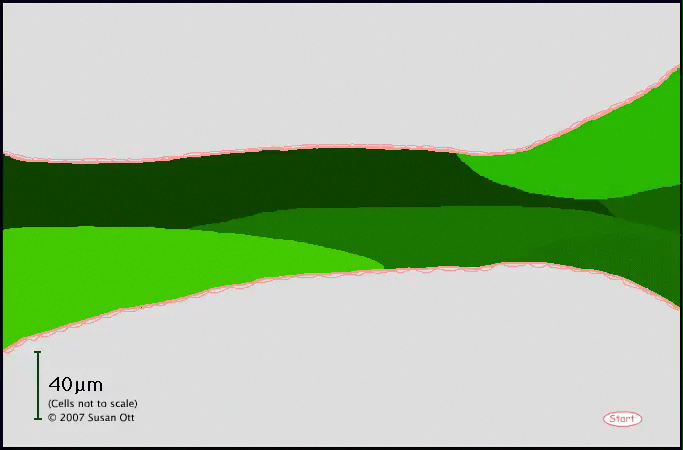 40µm
(Cells not to scale)
© 2007 Susan Ott
Start